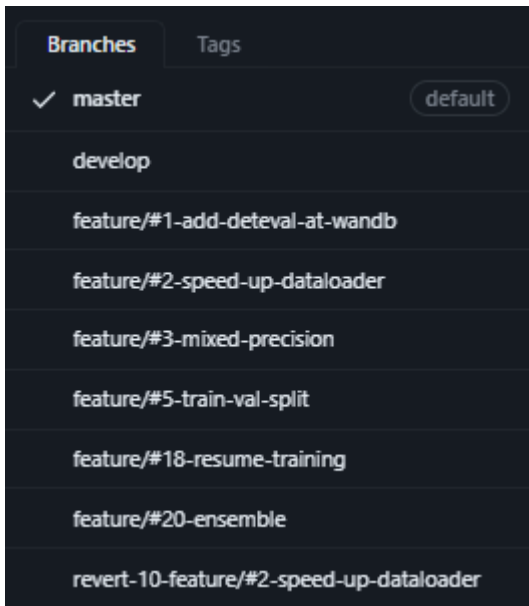 Branches Tags
master default
develop
feature/#1-add-deteval-at-wandb
feature/#2-speed-up-dataloader
feature/#3-mixed-precision
feature/#5-train-val-split
feature/#18-resume-training
feature/#20-ensemble
revert-10-feature/#2-speed-up-dataloader